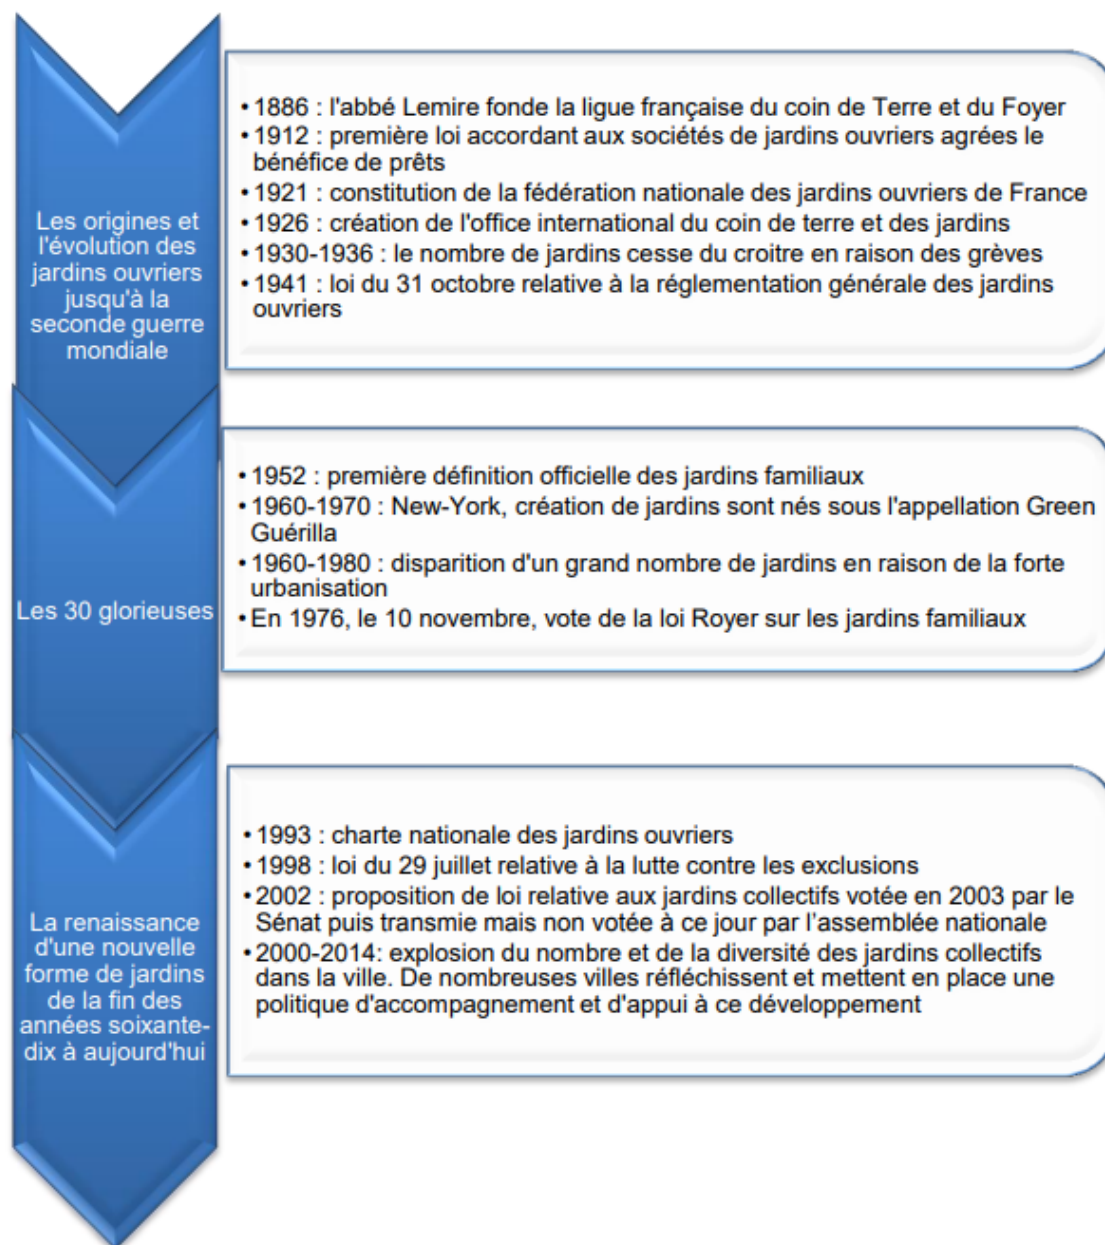 Les origines et
l'évolution des
jardins ouvriers
jusqu'à la
seconde guerre
mondiale
• 1886 : l'abbé Lemire fonde la ligue française du coin de Terre et du Foyer
• 1912 : première loi accordant aux sociétés de jardins ouvriers agrées le
bénéfice de prêts
• 1921 : constitution de la fédération nationale des jardins ouvriers de France
• 1926 : création de l'office international du coin de terre et des jardins
• 1930-1936 : le nombre de jardins cesse du croitre en raison des grèves
• 1941 : loi du 31 octobre relative à la réglementation générale des jardins
ouvriers
Les 30 glorieuses
• 1952 : première définition officielle des jardins familiaux
• 1960-1970 : New-York, création de jardins sont nés sous l'appellation Green
Guérilla
• 1960-1980 : disparition d'un grand nombre de jardins en raison de la forte
urbanisation
• En 1976, le 10 novembre, vote de la loi Royer sur les jardins familiaux
La renaissance
d'une nouvelle
forme de jardins
de la fin des
années soixante-
dix à aujourd'hui
• 1993 : charte nationale des jardins ouvriers
• 1998 : loi du 29 juillet relative à la lutte contre les exclusions
• 2002 : proposition de loi relative aux jardins collectifs votée en 2003 par le
Sénat puis transmie mais non votée à ce jour par l'assemblée nationale
• 2000-2014: explosion du nombre et de la diversité des jardins collectifs
dans la ville. De nombreuses villes réfléchissent et mettent en place une
politique d'accompagnement et d'appui à ce développement